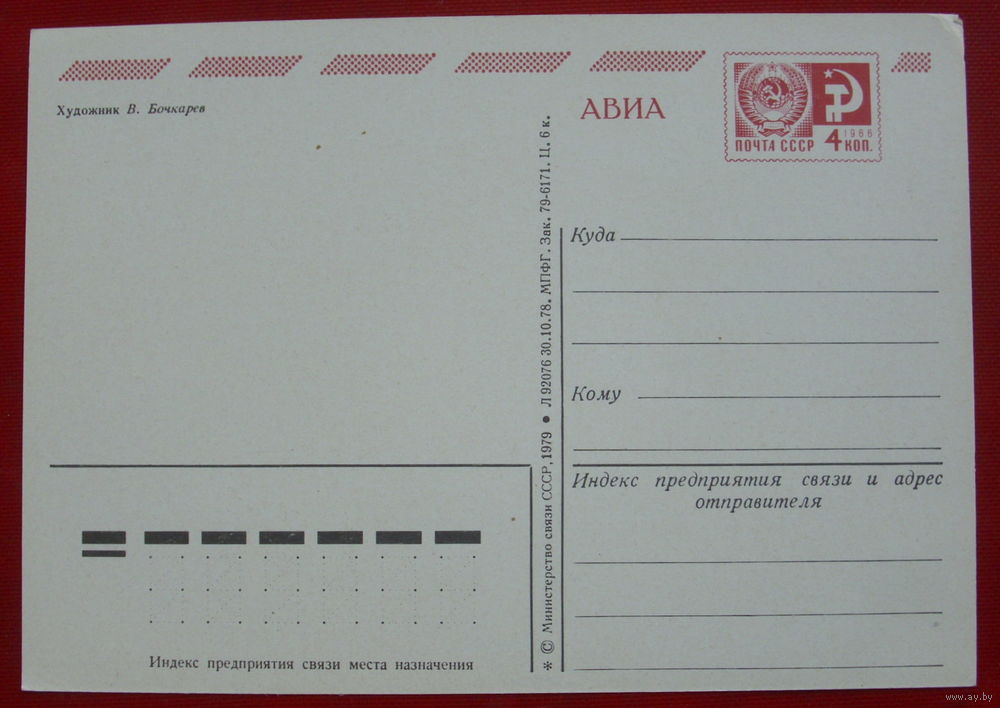 Художник В. Бочкарев
АВИА
ПОЧТА СССР
1966
4 КОП.
Куда
Кому
Индекс предприятия связи и адрес
отправителя
* © Министерство связи СССР, 1979 ● Л 92076 30.10.78. МПФГ. Зак. 79-6171. Ц. 6 к.
Индекс предприятия связи места назначения
www.ay.by